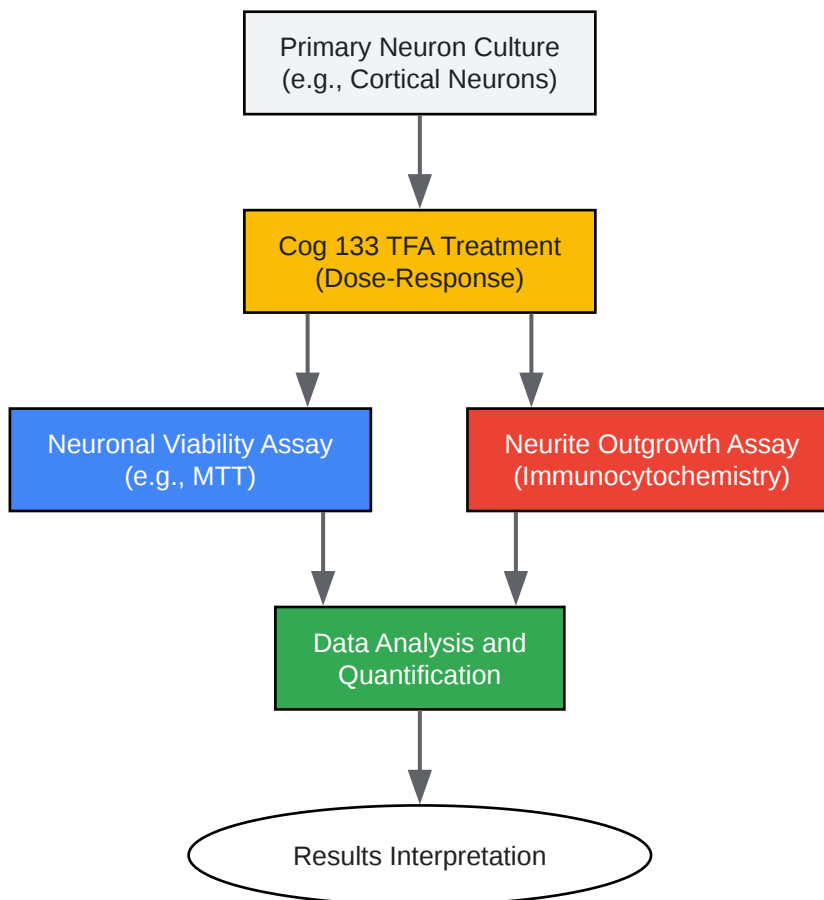 Primary Neuron Culture
(e.g., Cortical Neurons)
Cog 133 TFA Treatment
(Dose-Response)
Neuronal Viability Assay
(e.g., MTT)
Neurite Outgrowth Assay
(Immunocytochemistry)
Data Analysis and
Quantification
Results Interpretation